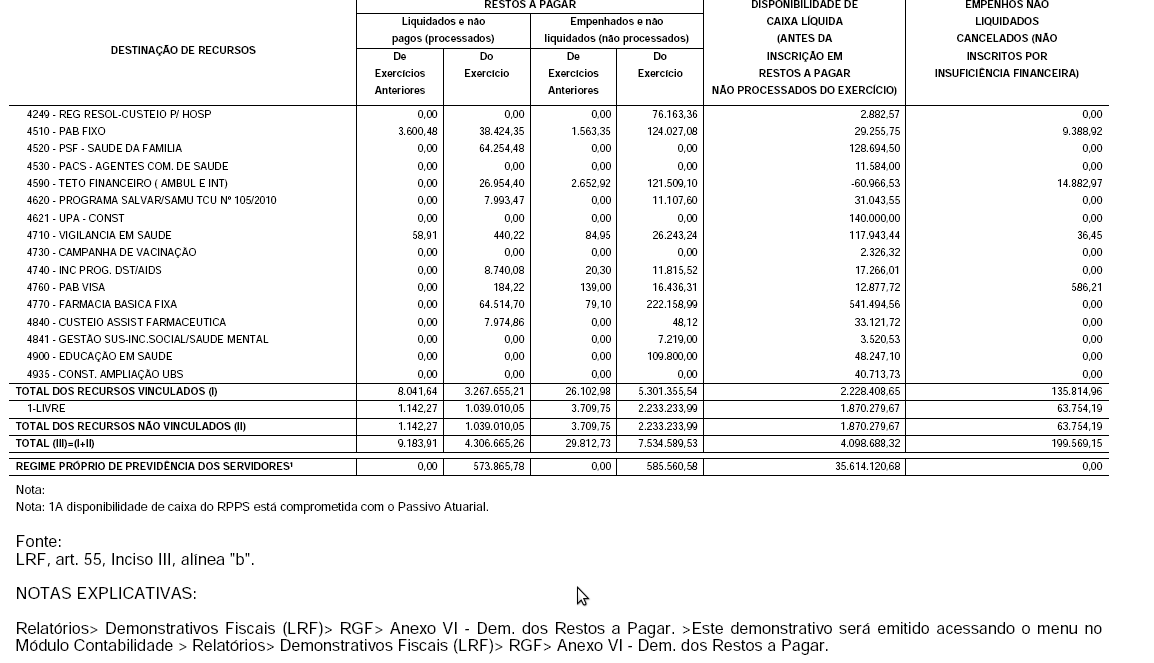 RESTOS A PAGAR DISPONIBILIDADE DE EMPENHOS NÃO
Liquidados e não Empenhados e não CAIXA LÍQUIDA LIQUIDADOS
pagos (processados) liquidados (não processados) (ANTES DA CANCELADOS (NÃO
DESTINAÇÃO DE RECURSOS De Do De Do INSCRIÇÃO EM INSCRITOS POR
Exercícios Exercício Exercícios Exercício RESTOS A PAGAR INSUFICIÊNCIA FINANCEIRA)
Anteriores Anteriores NÃO PROCESSADOS DO EXERCÍCIO)
4249 - REG RESOL-CUSTEIO P/ HOSP 0,00 0,00 0,00 76.163,36 2.882,57 0,00
4510 - PAB FIXO 3.600,48 38.424,35 1.563,35 124.027,08 29.255,75 9.388,92
4520 - PSF - SAUDE DA FAMILIA 0,00 64.254,48 0,00 0,00 128.694,50 0,00
4530 - PACS - AGENTES COM. DE SAUDE 0,00 0,00 0,00 0,00 11.584,00 0,00
4590 - TETO FINANCEIRO ( AMBUL E INT) 0,00 26.954,40 2.652,92 121.509,10 -60.966,53 14.882,97
4620 - PROGRAMA SALVAR/SAMU TCU Nº 105/2010 0,00 7.993,47 0,00 11.107,60 31.043,55 0,00
4621 - UPA - CONST 0,00 0,00 0,00 0,00 140.000,00 0,00
4710 - VIGILANCIA EM SAUDE 58,91 440,22 84,95 26.243,24 117.943,44 36,45
4730 - CAMPANHA DE VACINAÇÃO 0,00 0,00 0,00 0,00 2.326,32 0,00
4740 - INC PROG. DST/AIDS 0,00 8.740,08 20,30 11.815,52 17.266,01 0,00
4760 - PAB VISA 0,00 184,22 139,00 16.436,31 12.877,72 586,21
4770 - FARMACIA BASICA FIXA 0,00 64.514,70 79,10 222.158,99 541.494,56 0,00
4840 - CUSTEIO ASSIST FARMACEUTICA 0,00 7.974,86 0,00 48,12 33.121,72 0,00
4841 - GESTÃO SUS-INC.SOCIAL/SAUDE MENTAL 0,00 0,00 0,00 7.219,00 3.520,53 0,00
4900 - EDUCAÇÃO EM SAUDE 0,00 0,00 0,00 109.800,00 48.247,10 0,00
4935 - CONST. AMPLIAÇÃO UBS 0,00 0,00 0,00 0,00 40.713,73 0,00
TOTAL DOS RECURSOS VINCULADOS (I) 8.041,64 3.267.655,21 26.102,98 5.301.355,54 2.228.408,65 135.814,96
1-LIVRE 1.142,27 1.039.010,05 3.709,75 2.233.233,99 1.870.279,67 63.754,19
TOTAL DOS RECURSOS NÃO VINCULADOS (II) 1.142,27 1.039.010,05 3.709,75 2.233.233,99 1.870.279,67 63.754,19
TOTAL (III)=(I+II) 9.183,91 4.306.665,26 29.812,73 7.534.589,53 4.098.688,32 199.569,15
REGIME PRÓPRIO DE PREVIDÊNCIA DOS SERVIDORES¹ 0,00 573.865,78 0,00 585.560,58 35.614.120,68 0,00
Nota:
Nota: 1A disponibilidade de caixa do RPPS está comprometida com o Passivo Atuarial.
Fonte:
LRF, art. 55, Inciso III, alínea "b".
NOTAS EXPLICATIVAS:
Relatórios> Demonstrativos Fiscais (LRF)> RGF> Anexo VI - Dem. dos Restos a Pagar. >Este demonstrativo será emitido acessando o menu no
Módulo Contabilidade > Relatórios> Demonstrativos Fiscais (LRF)> RGF> Anexo VI - Dem. dos Restos a Pagar.